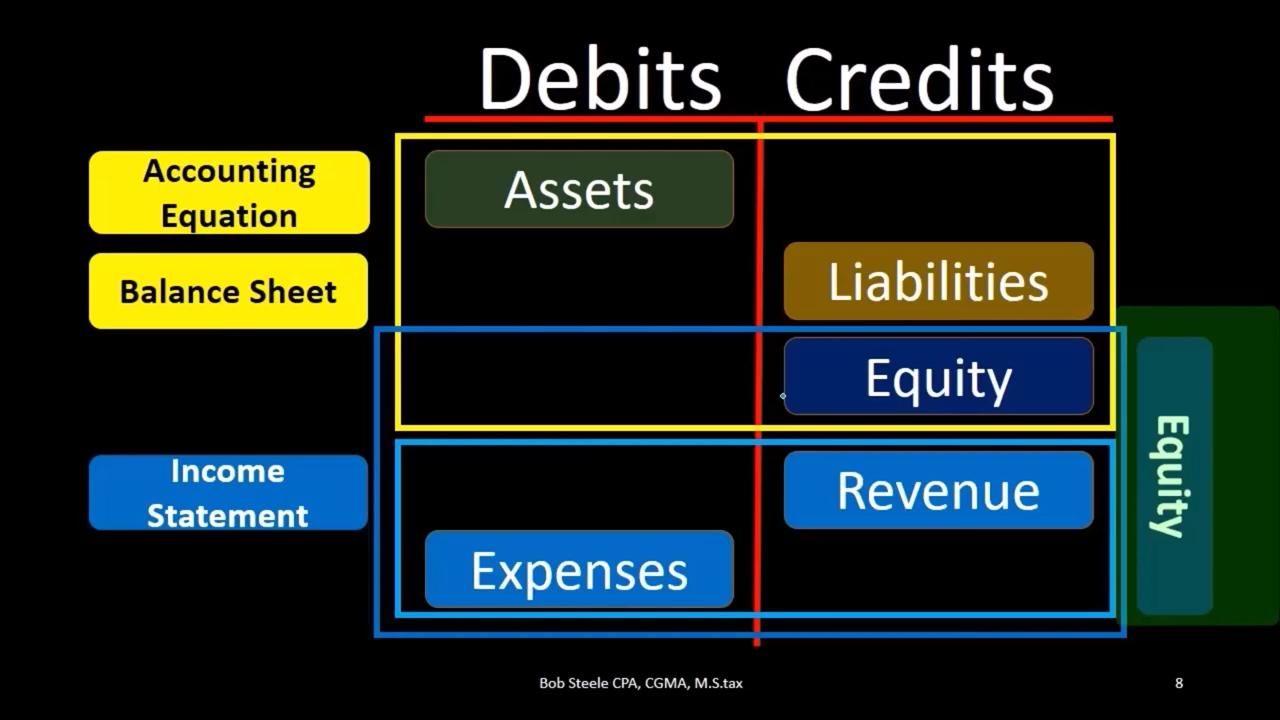 Debits Credits
Accounting
Equation
Assets
Balance Sheet
Liabilities
Equity
Income
Statement
Revenue
Equity
Expenses
Bob Steele CPA, CGMA, M.S.tax
8